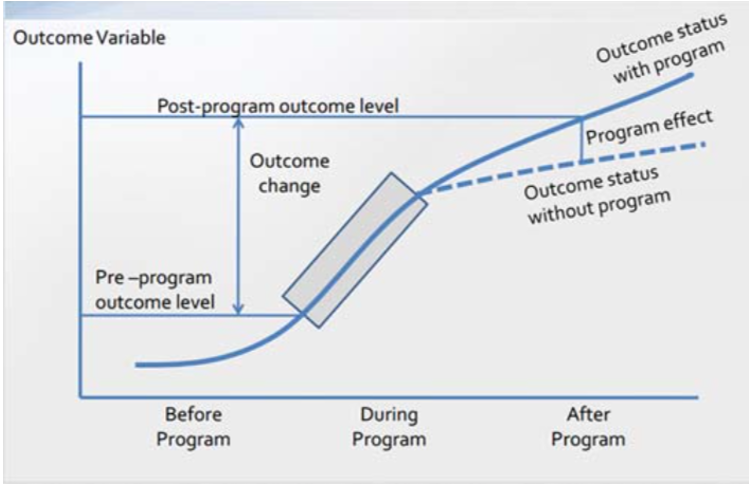 Outcome Variable
Outcome status
with program
Post-program outcome level
Program effect
Outcome
change
Outcome status
without program
Pre –program
outcome level
Before
Program
During
Program
After
Program